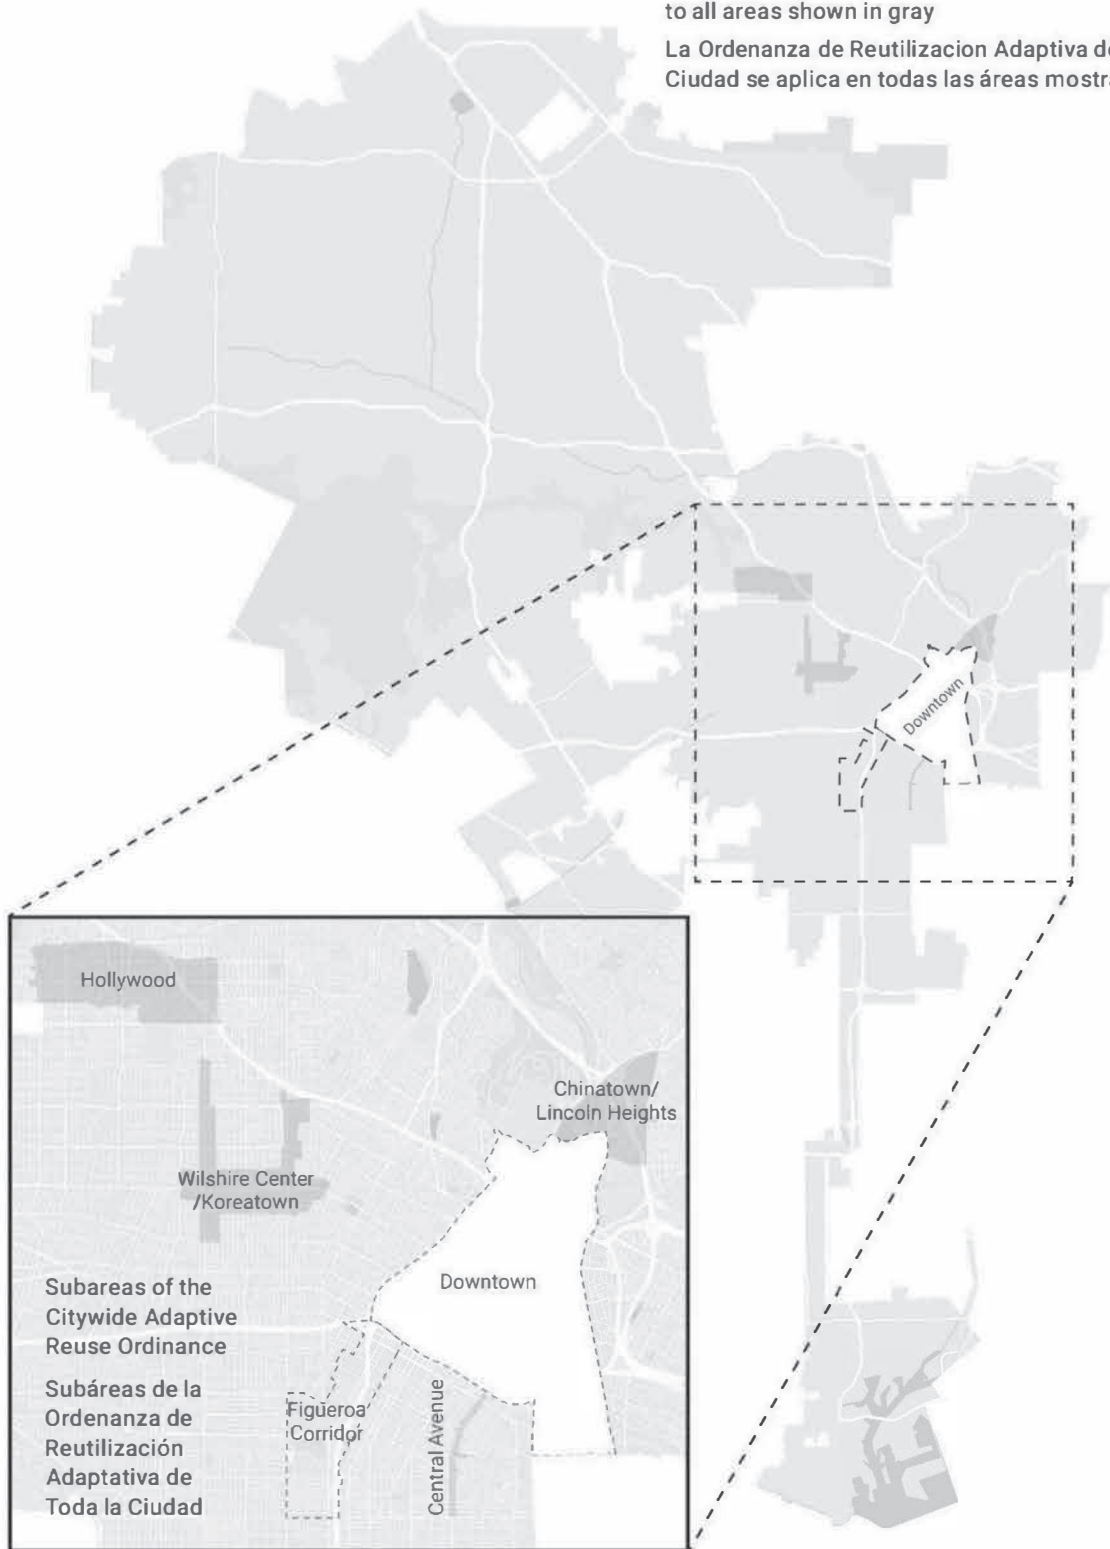 to all areas shown in gray
La Ordenanza de Reutilizacion Adaptiva de
Ciudad se aplica en todas las áreas
Downtown
Hollywood
Chinatown/
Lincoln Heights
Wilshire Center
/Koreatown
Downtown
Subareas of the
Citywide Adaptive
Reuse Ordinance
Subáreas de la
Ordenanza de
Reutilización
Adaptativa de
Toda la Ciudad
Figueroa
Corridor
Central Avenue